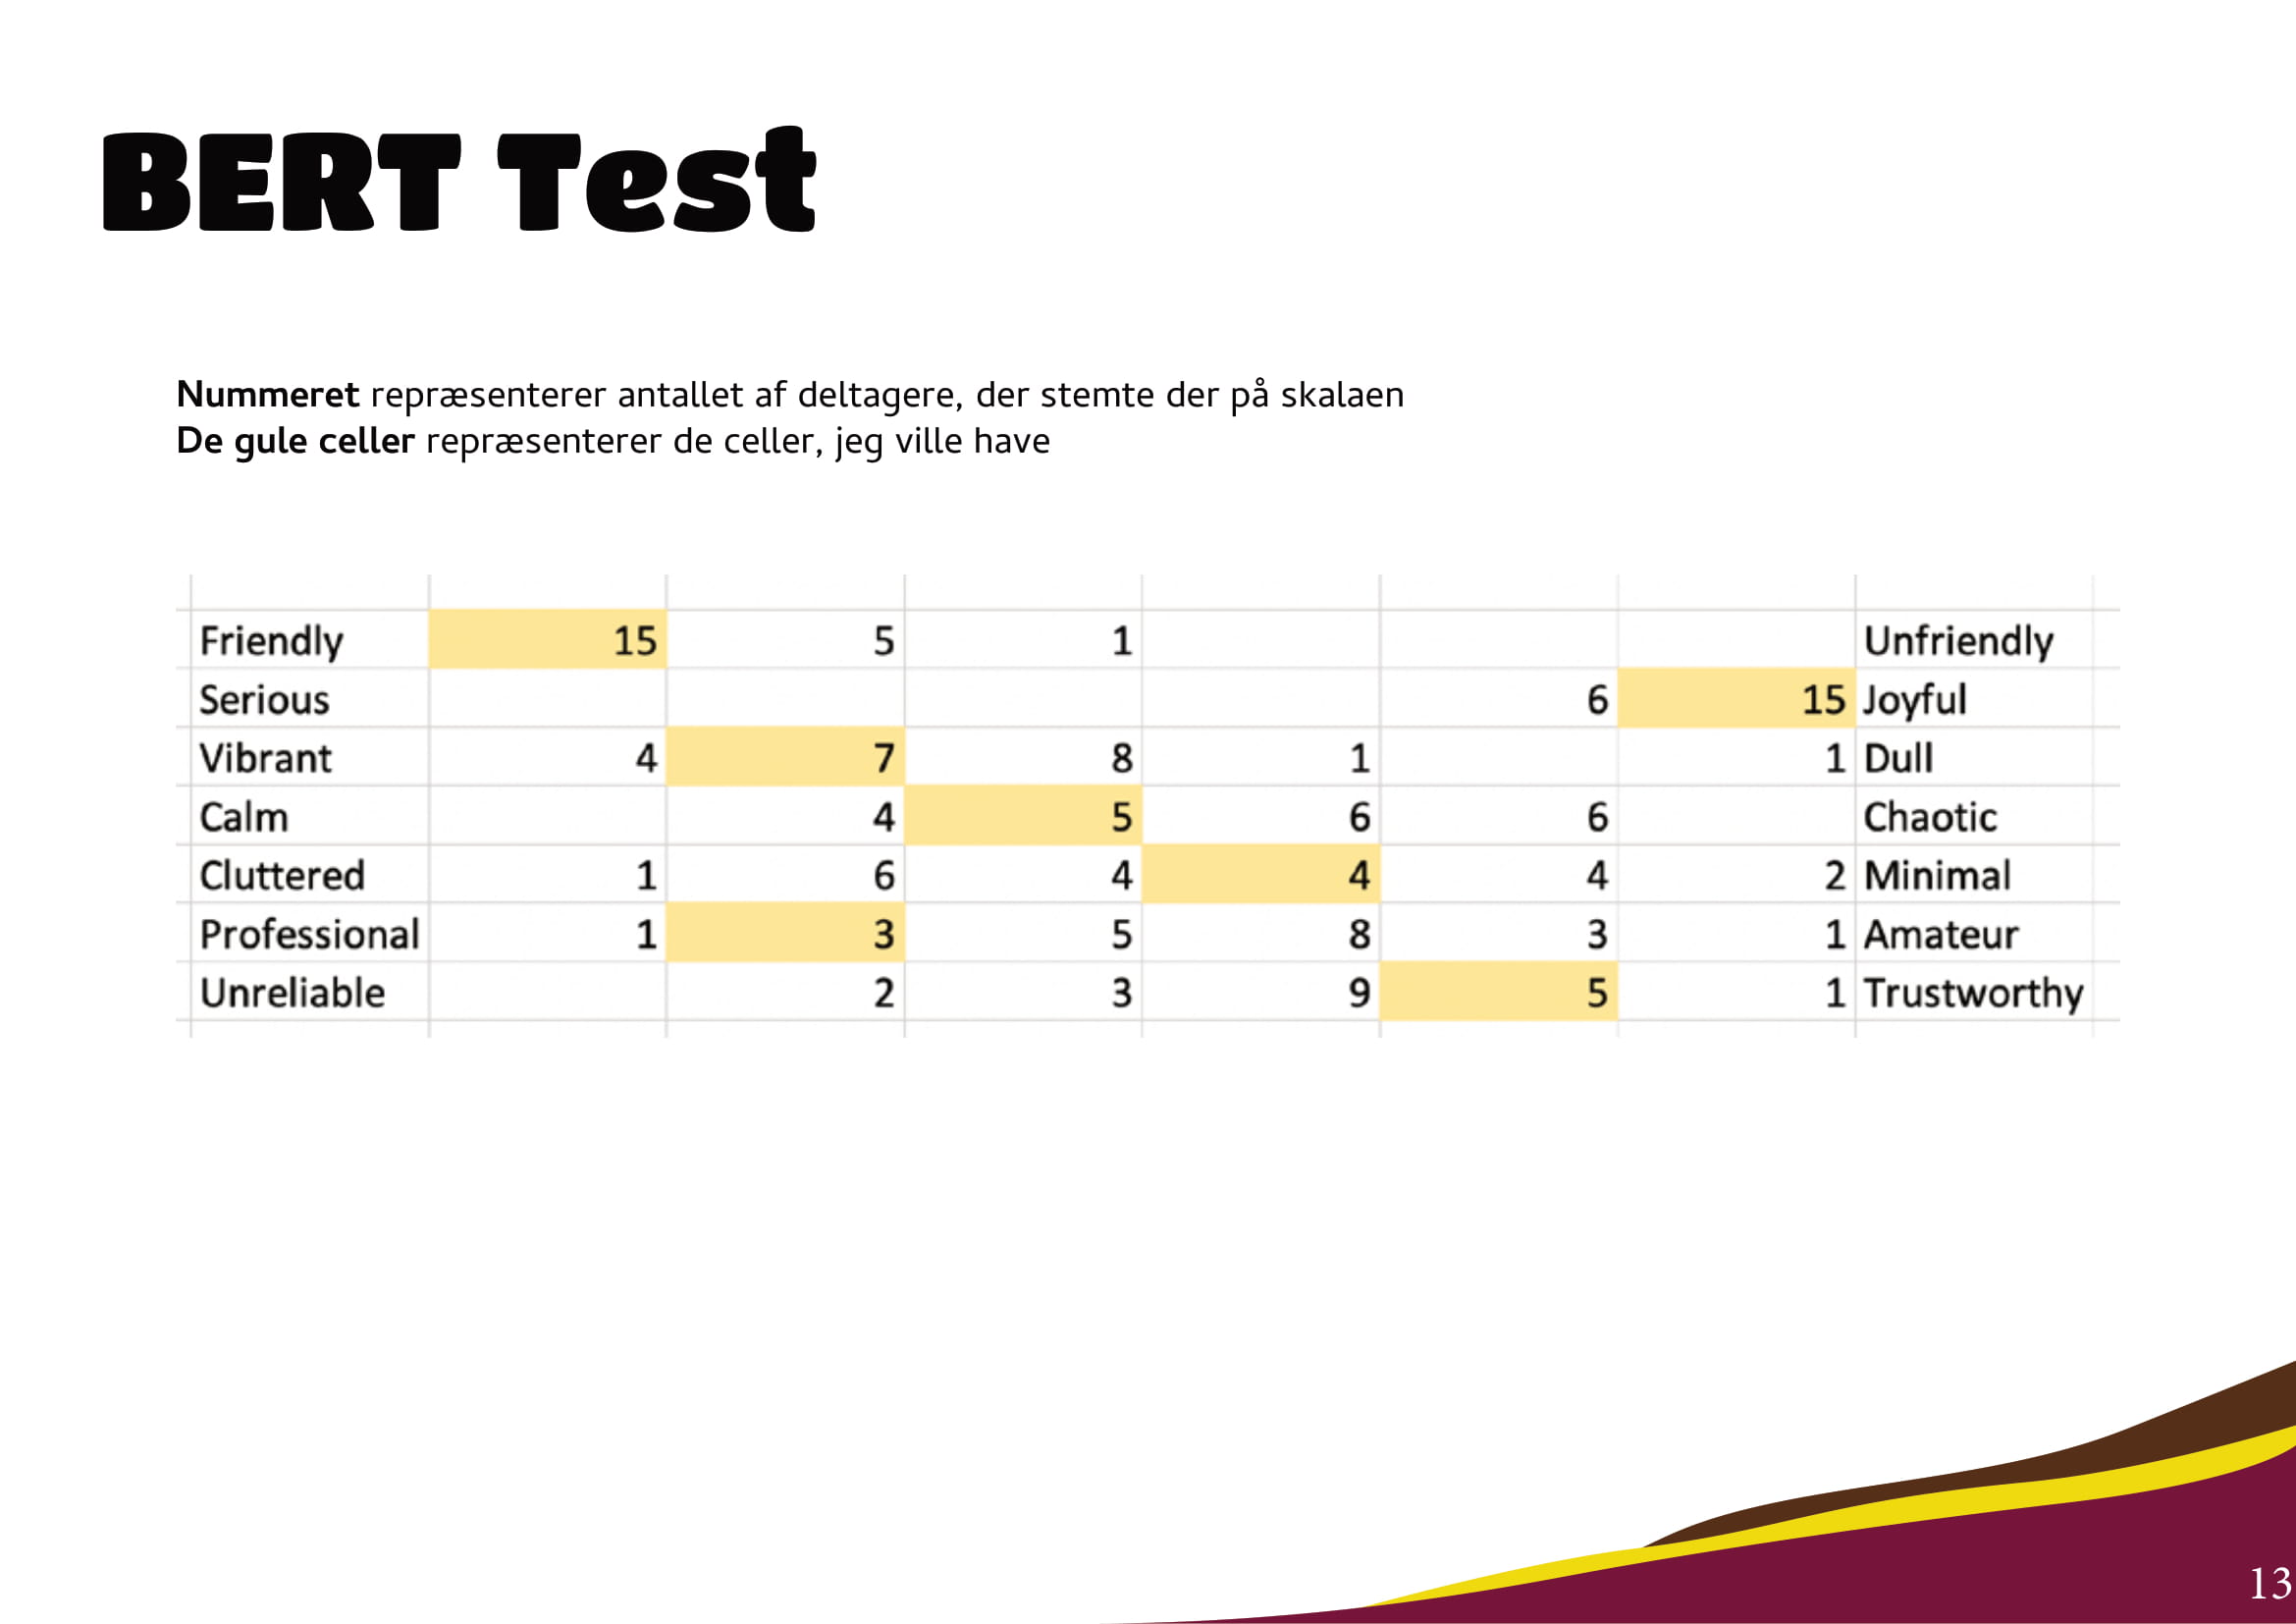 BERT Test
Nummeret repræsenterer antallet af deltagere, der stemte der på skalaen
De gule celler repræsenterer de celler, jeg ville have
Friendly 15 5 1 Unfriendly
Serious 6 15 Joyful
Vibrant 4 7 8 1 1 Dull
Calm 4 5 6 6 Chaotic
Cluttered 1 6 4 4 4 2 Minimal
Professional 1 3 5 8 3 1 Amateur
Unreliable 2 3 9 5 1 Trustworthy
13